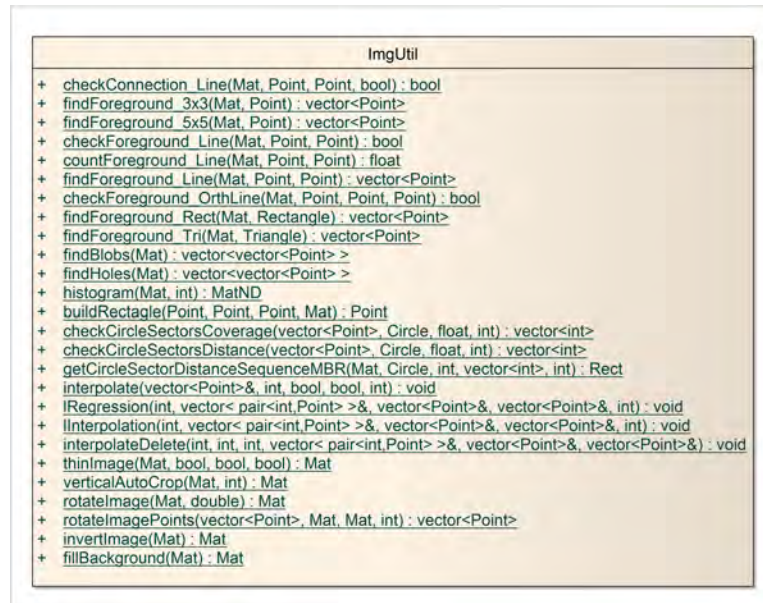 ImgUtil
+ checkConnection_Line(Mat, Point, Point, bool) : bool
+ findForeground_3x3(Mat, Point) : vector<Point>
+ findForeground_5x5(Mat, Point) : vector<Point>
+ checkForeground_Line(Mat, Point, Point) : bool
+ countForeground_Line(Mat, Point, Point) : float
+ findForeground_Line(Mat, Point, Point) : vector<Point>
+ checkForeground_OrthLine(Mat, Point, Point, Point) : bool
+ findForeground_Rect(Mat, Rectangle) : vector<Point>
+ findForeground_Tri(Mat, Triangle) : vector<Point>
+ findBlobs(Mat) : vector<vector<Point> >
+ findHoles(Mat) : vector<vector<Point> >
+ histogram(Mat, int) : MatND
+ buildRectagle(Point, Point, Point, Mat) : Point
+ checkCircleSectorsCoverage(vector<Point>, Circle, float, int) : vector<int>
+ checkCircleSectorsDistance(vector<Point>, Circle, float, int) : vector<int>
+ getCircleSectorDistanceSequenceMBR(Mat, Circle, int, vector<int>, int) : Rect
+ interpolate(vector<Point>&, int, bool, bool, int) : void
+ lRegression(int, vector< pair<int,Point> >&, vector<Point>&, vector<Point>&, int) : void
+ lInterpolation(int, vector< pair<int,Point> >&, vector<Point>&, vector<Point>&, int) : void
+ interpolateDelete(int, int, int, vector< pair<int,Point> >&, vector<Point>&, vector<Point>&) : void
+ thinImage(Mat, bool, bool, bool) : Mat
+ verticalAutoCrop(Mat, int) : Mat
+ rotateImage(Mat, double) : Mat
+ rotateImagePoints(vector<Point>, Mat, Mat, int) : vector<Point>
+ invertImage(Mat) : Mat
+ fillBackground(Mat) : Mat